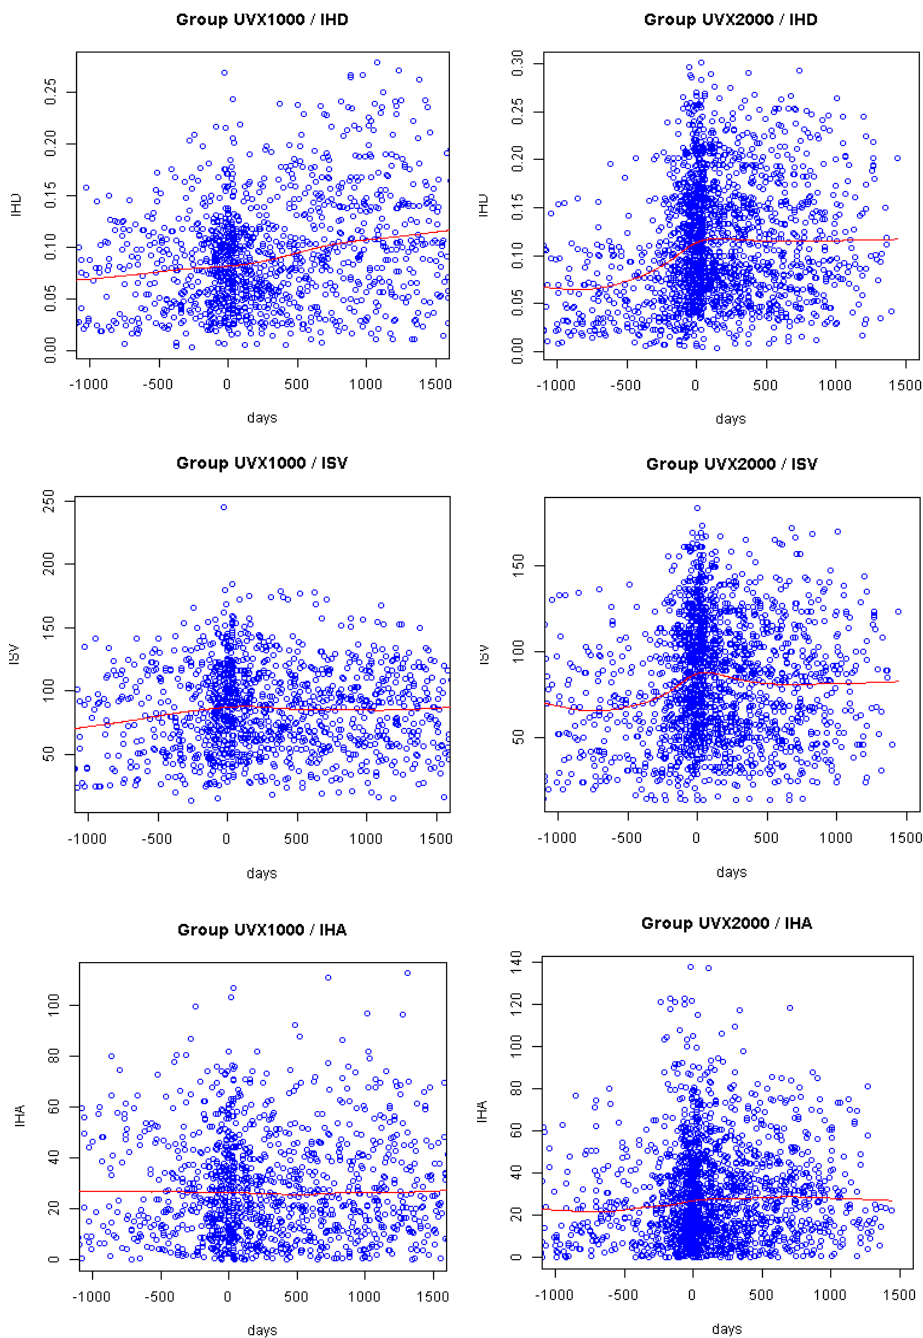 Group UVX1000 / IHD
IHD
0.00 0.05 0.10 0.15 0.20 0.25
-1000 -500 0 500 1000 1500
days
Group UVX2000 / IHD
IHD
0.00 0.05 0.10 0.15 0.20 0.25 0.30
-1000 -500 0 500 1000 1500
days
Group UVX1000 / ISV
ISV
50 100 150 200 250
-1000 -500 0 500 1000 1500
days
Group UVX2000 / ISV
ISV
50 100 150
-1000 -500 0 500 1000 1500
days
Group UVX1000 / IHA
IHA
0 20 40 60 80 100
-1000 -500 0 500 1000 1500
days
Group UVX2000 / IHA
IHA
0 20 40 60 80 100 120 140
-1000 -500 0 500 1000 1500
days